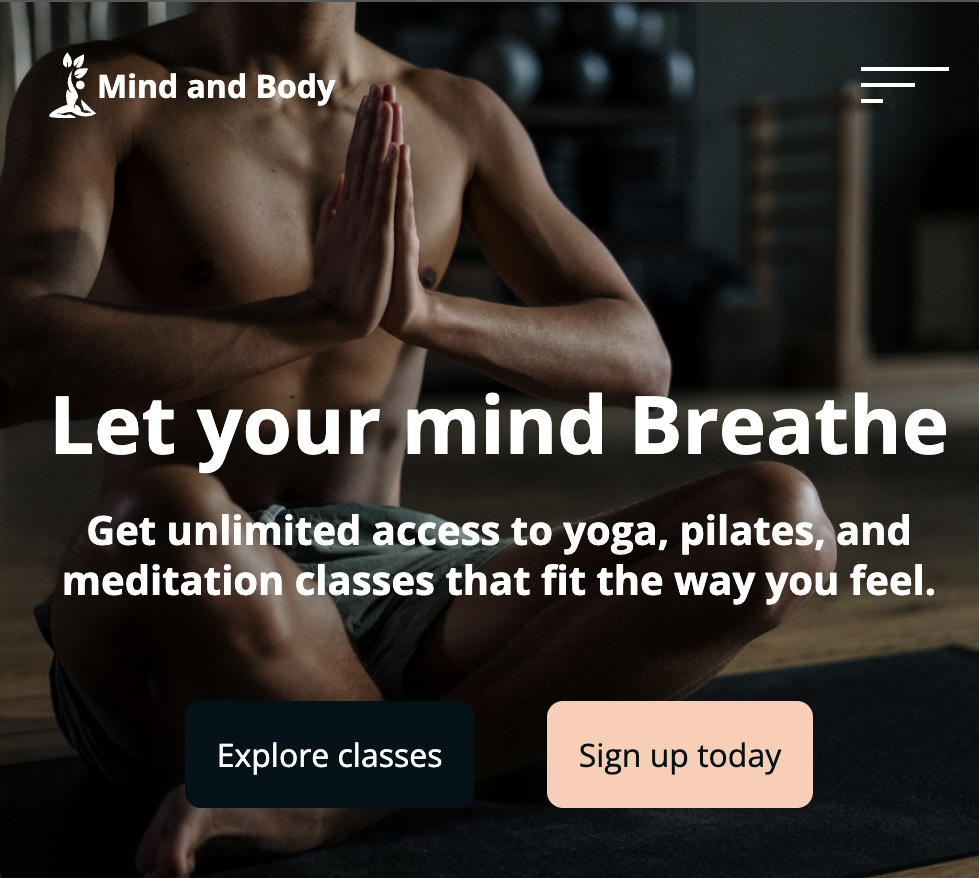 Mind and Body
Let your mind Breathe
Get unlimited access to yoga, pilates, and
meditation classes that fit the way you feel.
Explore classes
Sign up today